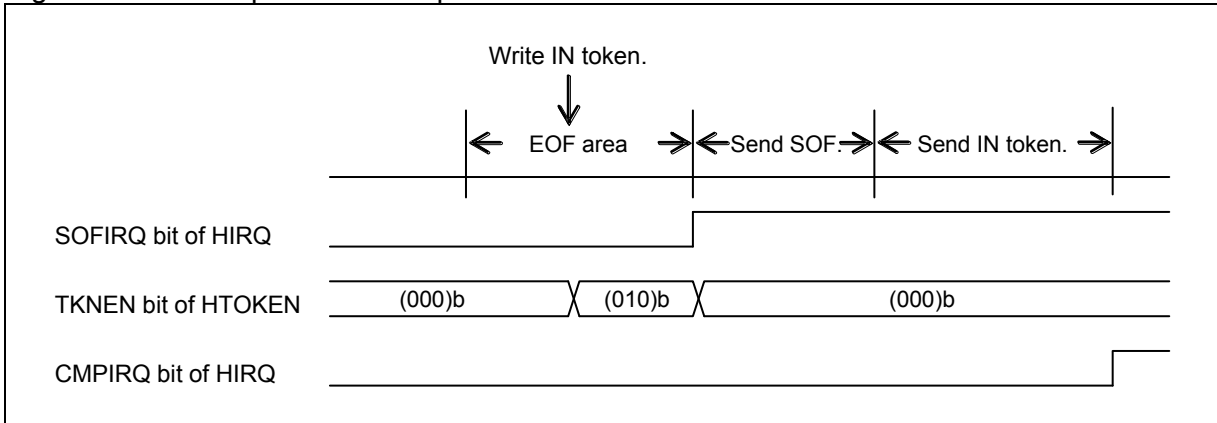 Write IN token.
EOF area Send SOF. Send IN token.
SOFIRQ bit of HIRQ
TKNEN bit of HTOKEN (000)b (010)b (000)b
CMPIRQ bit of HIRQ